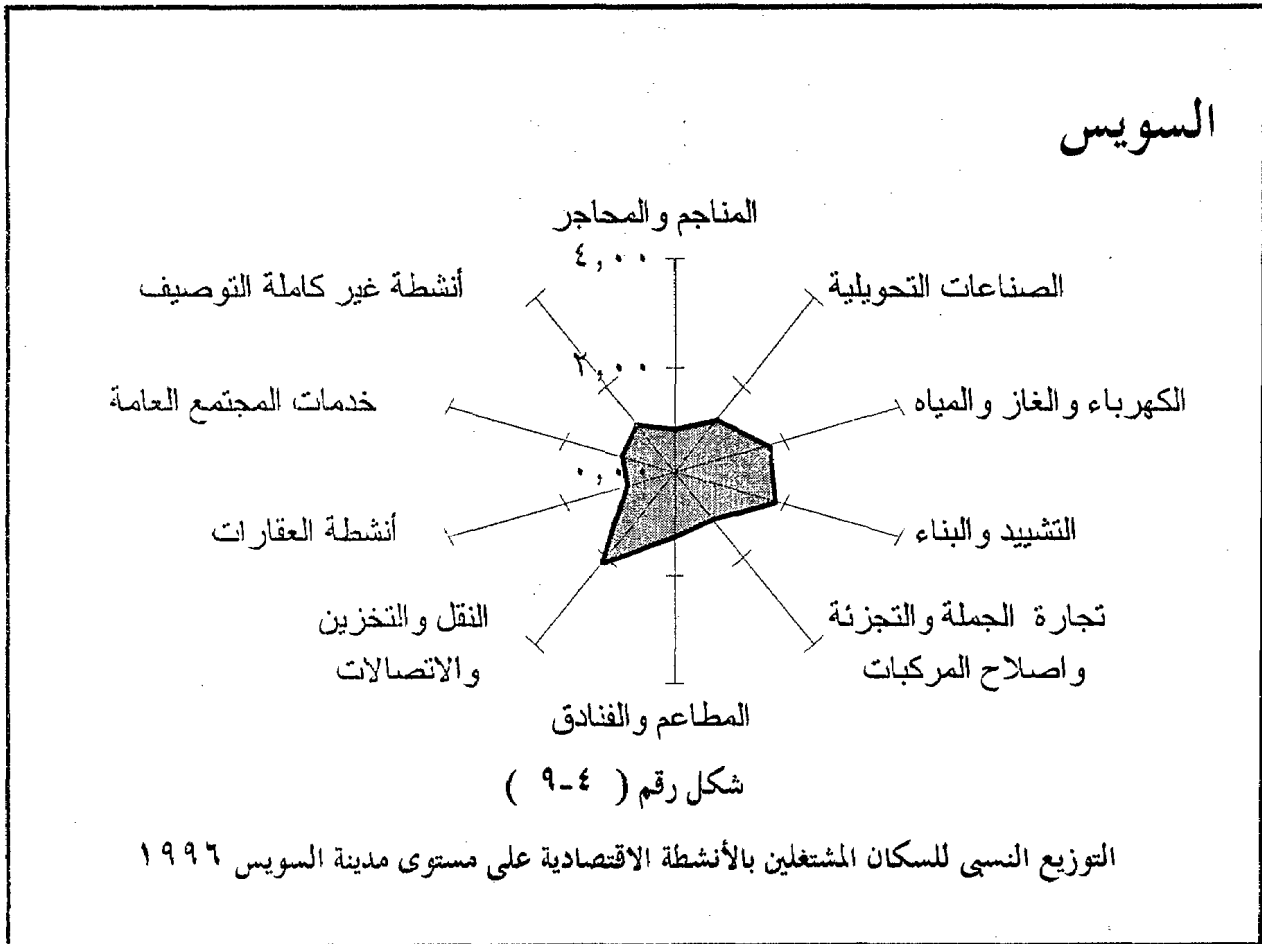 السويس
المناجم والمحاجر
٤,٠٠
أنشطة غير كاملة التوصيف
الصناعات التحويلية
٢,٠٠
خدمات المجتمع العامة
الكهرباء والغاز والمياه
٠,٠٠
أنشطة العقارات
التشييد والبناء
النقل والتخزين
والاتصالات
تجارة الجملة والتجزئة
واصلاح المركبات
المطاعم والفنادق
شكل رقم ( ٤-٩ )
التوزيع النسبى للسكان المشتغلين بالأنشطة الاقتصادية على مستوى مدينة السويس ١٩٩٦